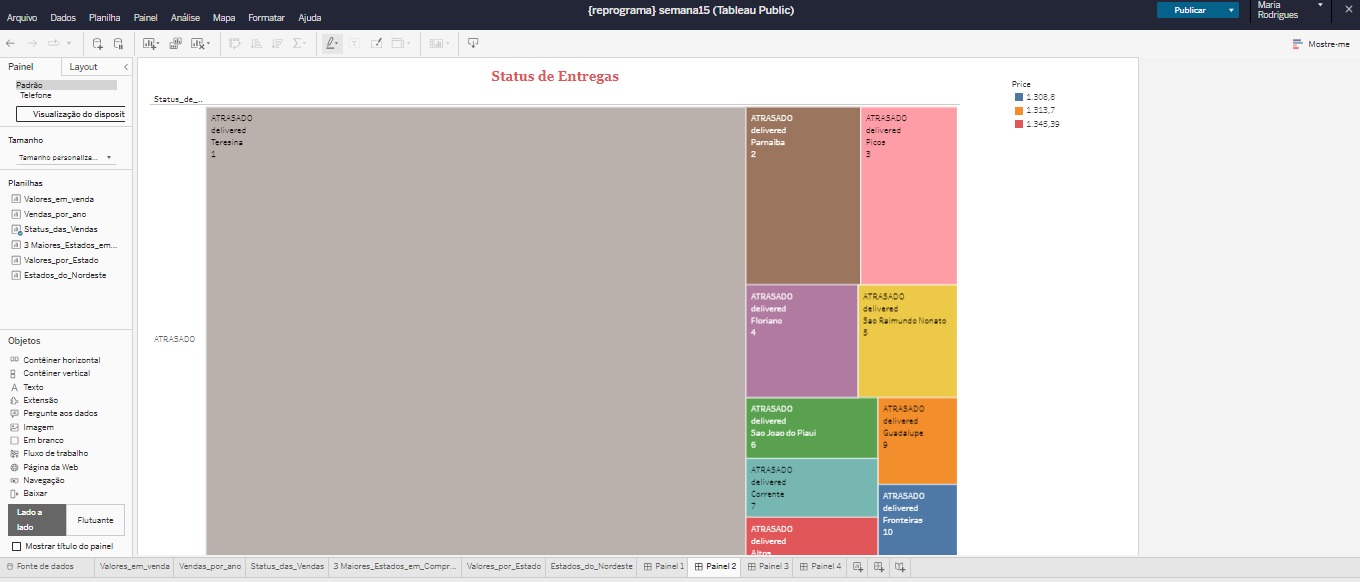 {reprograma} semana15 (Tableau Public)
Publicar
Maria
Rodrigues
Arquivo Dados Planilha Painel Análise Mapa Formatar Ajuda
Mostre-me
Painel Layout
Padrão
Telefone
Visualização do disposit
Tamanho
Tamanho personaliza...
Planilhas
Valores_em_venda
Vendas_por_ano
Status_das_Vendas
3 Maiores_Estados_em...
Valores_por_Estado
Estados_do_Nordeste
Objetos
Contêiner horizontal
Contêiner vertical
Texto
Extensão
Pergunte aos dados
Imagem
Em branco
Fluxo de trabalho
Página da Web
Navegação
Baixar
Lado a
lado
Flutuante
Mostrar título do painel
Status de Entregas
Status_de_..
ATRASADO
ATRASADO
delivered
Teresina
1
ATRASADO
delivered
Parnaiba
2
ATRASADO
delivered
Picos
3
ATRASADO
delivered
Floriano
4
ATRASADO
delivered
Sao Raimundo Nonato
5
ATRASADO
delivered
Sao Joao do Piaui
6
ATRASADO
delivered
Corrente
7
ATRASADO
delivered
Altos
ATRASADO
delivered
Guadalupe
9
ATRASADO
delivered
Fronteiras
10
Price
1.308,8
1.313,7
1.345,39
Fonte de dados Valores_em_venda Vendas_por_ano Status_das_Vendas 3 Maiores_Estados_em_Compr... Valores_por_Estado Estados_do_Nordeste Painel 1 Painel 2 Painel 3 Painel 4